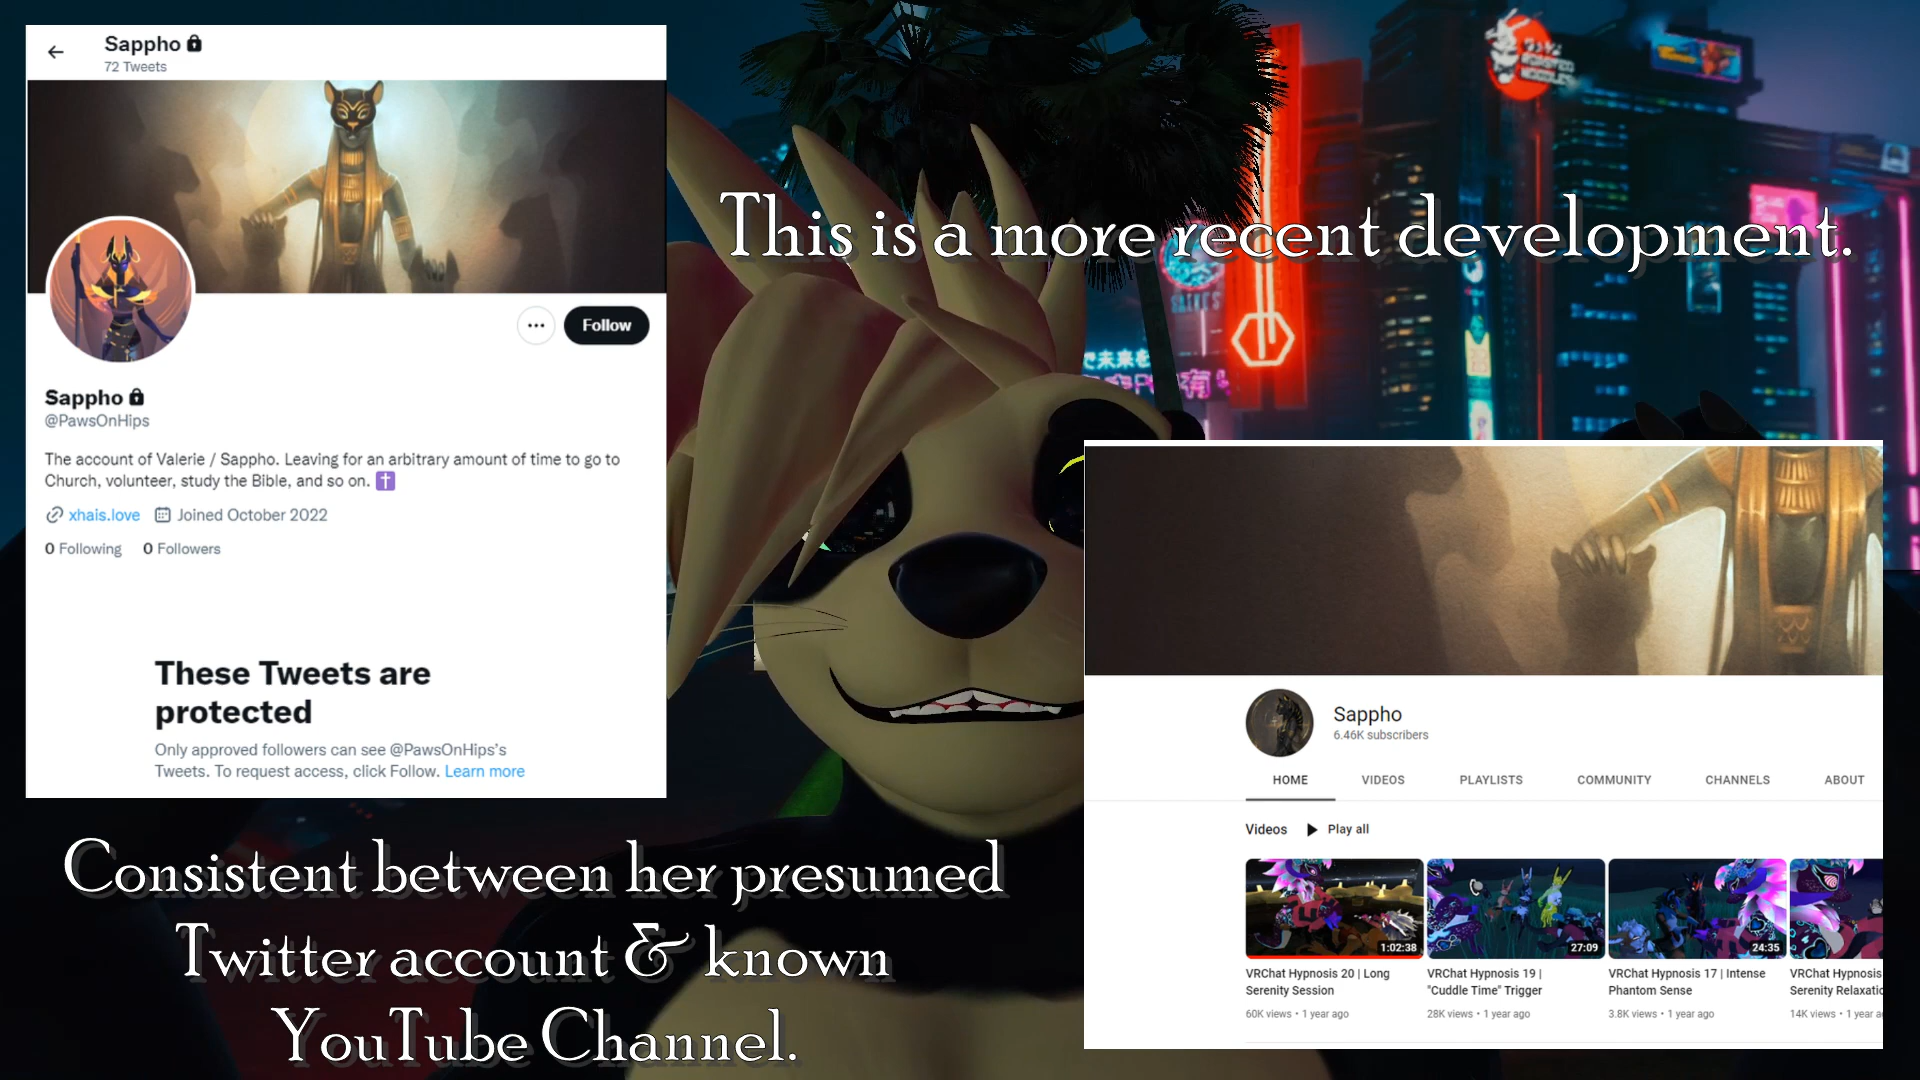 Sappho
72 Tweets
Follow
Sappho
@PawsOnHips
The account of Valerie / Sappho. Leaving for an arbitrary amount of time to go to
Church, volunteer, study the Bible, and so on. ✝️
xhais.love Joined October 2022
0 Following 0 Followers
These Tweets are
protected
Only approved followers can see @PawsOnHips's
Tweets. To request access, click Follow. Learn more
This is a more recent development.
ROASTED
NOODLES
て未来を
Consistent between her presumed
Twitter account & known
YouTube Channel.
Sappho
6.46K subscribers
HOME VIDEOS PLAYLISTS COMMUNITY CHANNELS ABOUT
Videos Play all
1:02:38 27:09 24:35
VRChat Hypnosis 20 | Long
Serenity Session
60K views • 1 year ago
VRChat Hypnosis 19 |
"Cuddle Time" Trigger
28K views • 1 year ago
VRChat Hypnosis 17 | Intense
Phantom Sense
3.8K views • 1 year ago
VRChat Hypnosis
Serenity Relaxatio
14K views • 1 year a